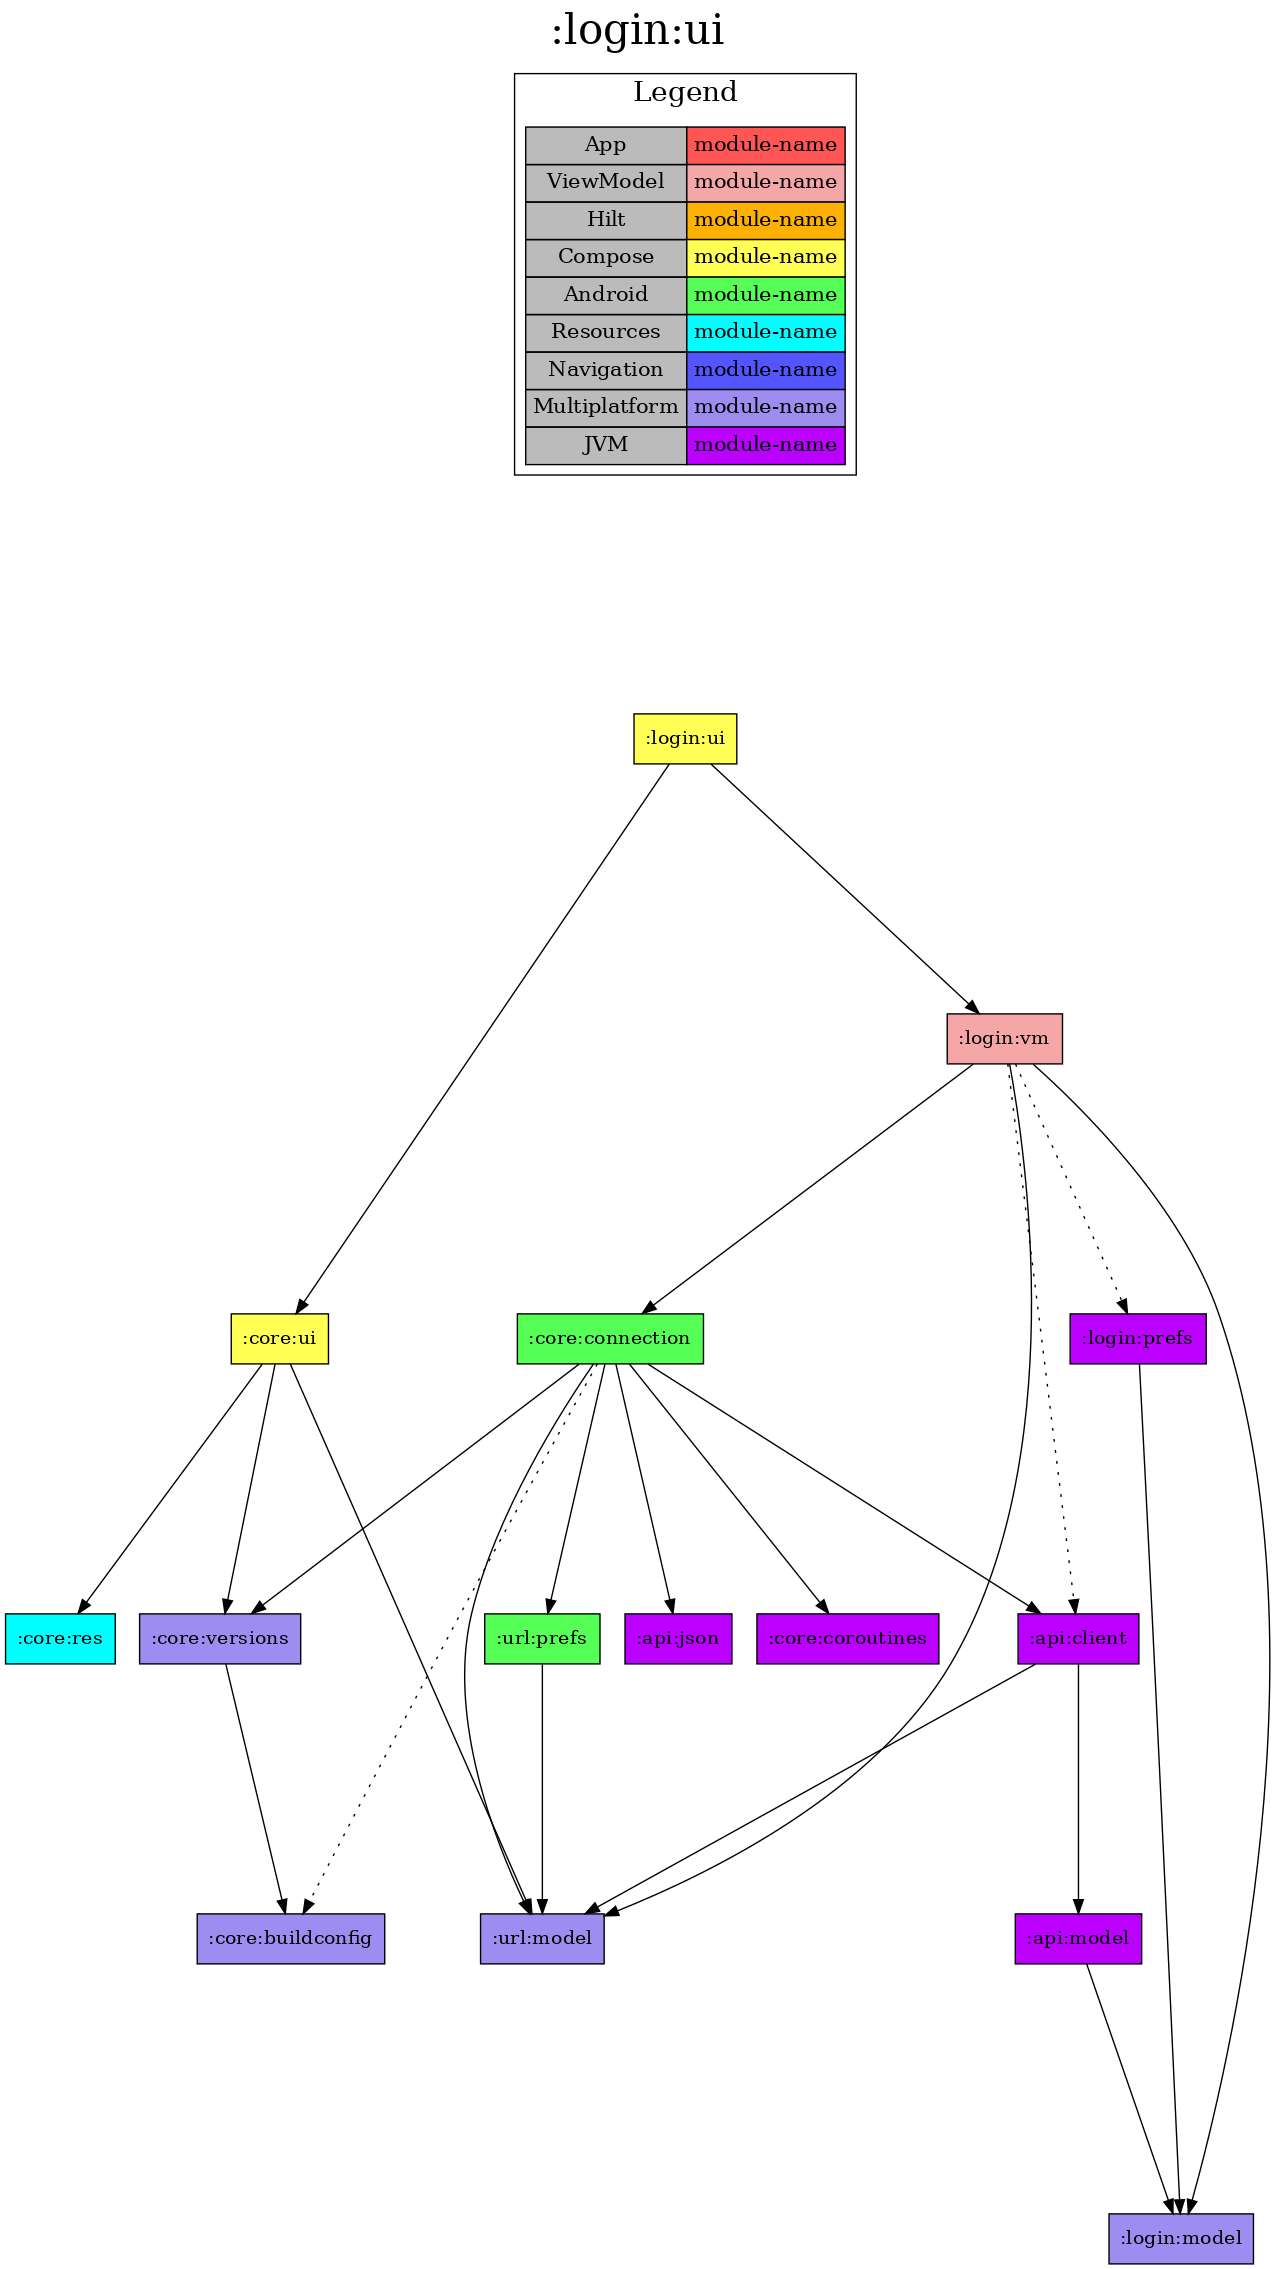 :login:ui
Legend
App module-name
ViewModel module-name
Hilt module-name
Compose module-name
Android module-name
Resources module-name
Navigation module-name
Multiplatform module-name
JVM module-name
:login:ui
:login:vm
:core:ui
:core:connection
:login:prefs
:core:res
:core:versions
:url:prefs
:api:json
:core:coroutines
:api:client
:core:buildconfig
:url:model
:api:model
:login:model